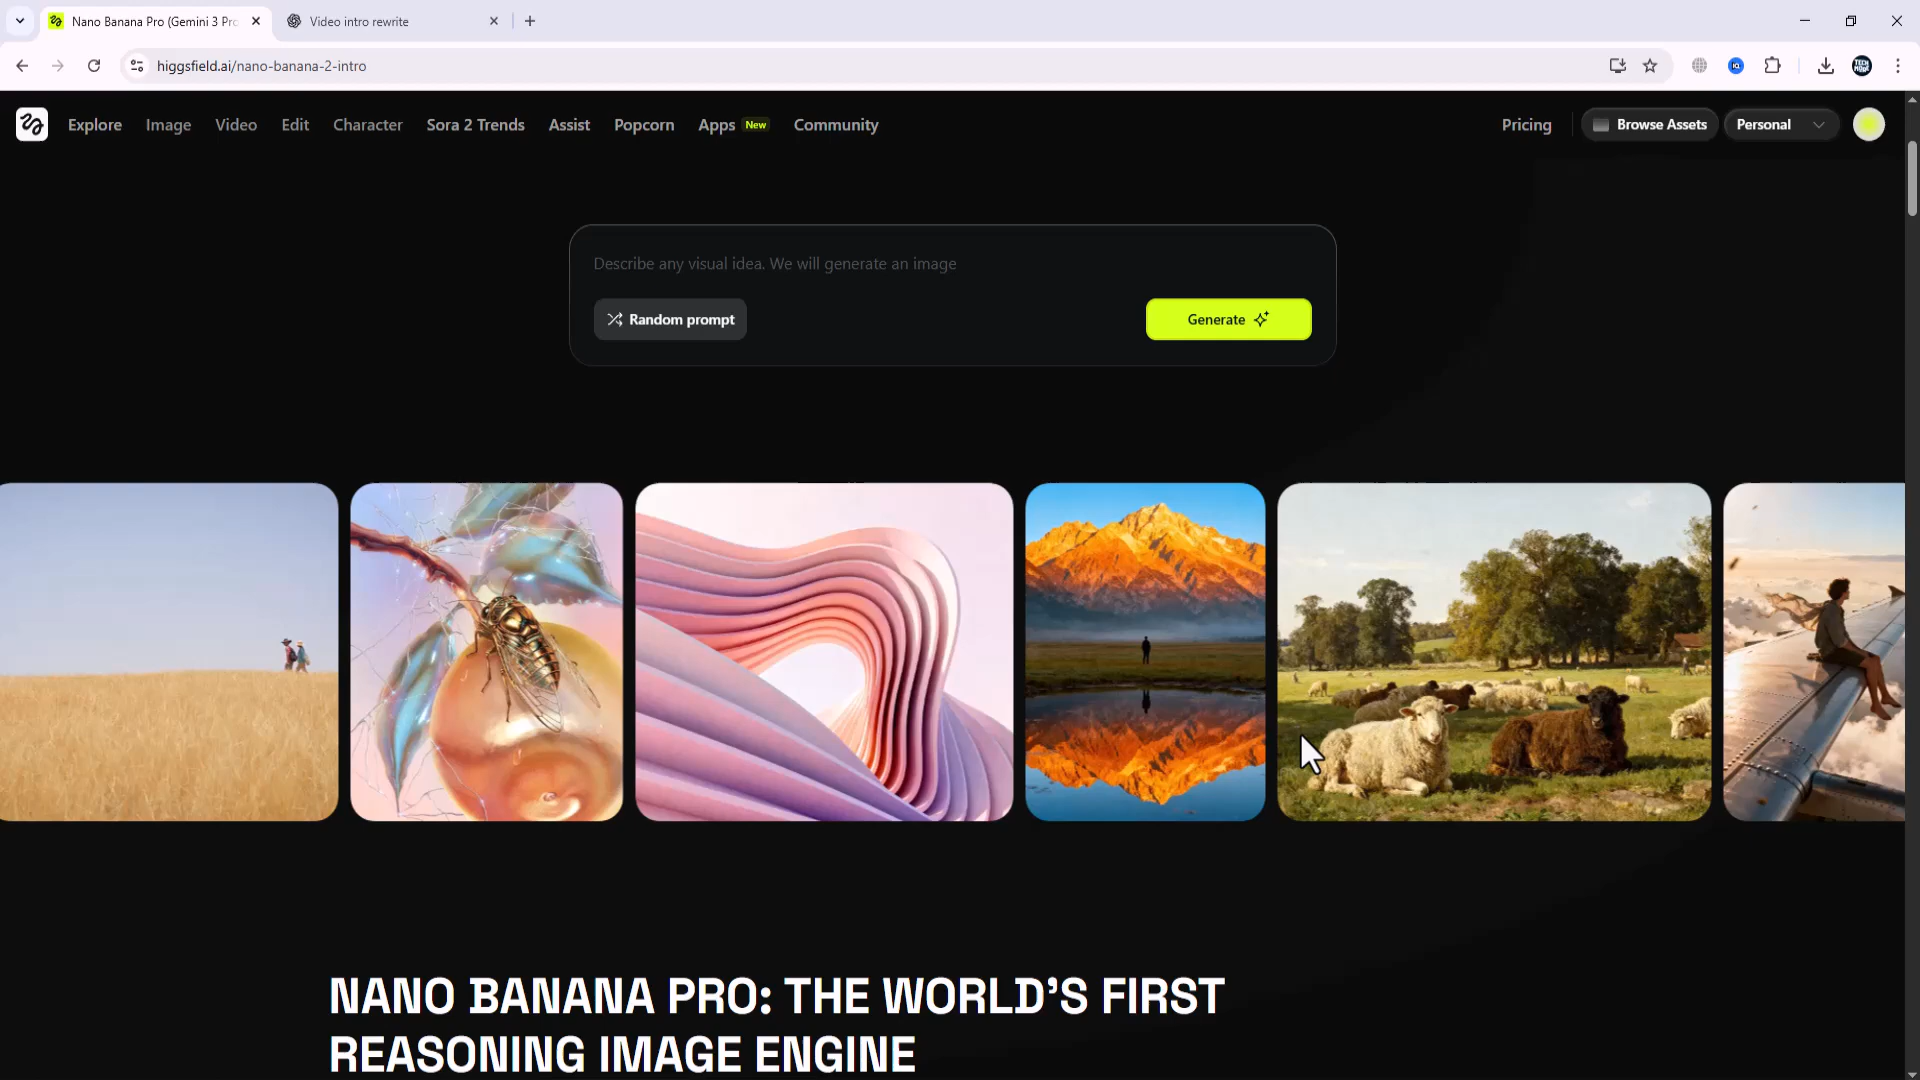 Nano Banana Pro (Gemini 3 Pro
Video intro rewrite
higgsfield.ai/nano-banana-2-intro
Explore
Image
Video
Edit
Character
Sora 2 Trends
Assist
Popcorn
Apps New
Community
Pricing
Browse Assets
Personal
Describe any visual idea. We will generate an image
Random prompt
Generate
NANO BANANA PRO: THE WORLD'S FIRST
REASONING IMAGE ENGINE